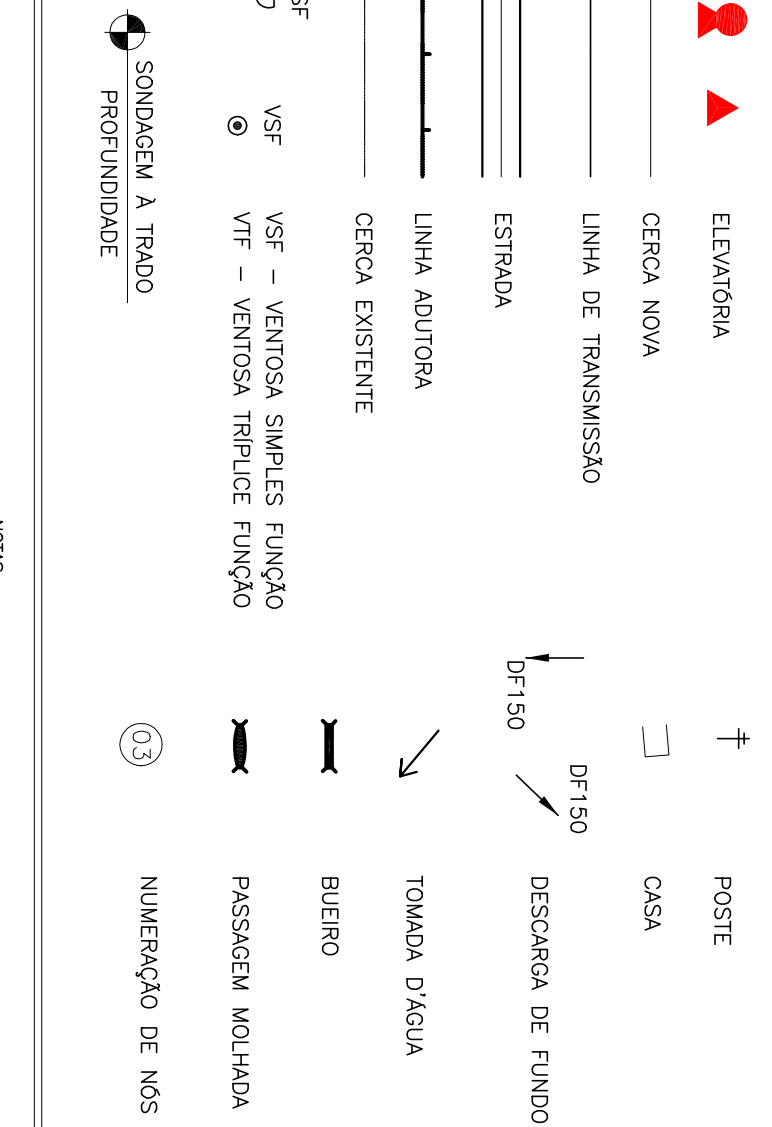 ELEVATÓRIA
CERCA NOVA
LINHA DE TRANSMISSÃO
ESTRADA
LINHA ADUTORA
CERCA EXISTENTE
VSF
VSF – VENTOSA SIMPLES FUNÇÃO
VTF – VENTOSA TRÍPLICE FUNÇÃO
SONDAGEM À TRADO
PROFUNDIDADE
POSTE
CASA
DF150
DF150
DESCARGA DE FUNDO
TOMADA D'ÁGUA
BUEIRO
PASSAGEM MOLHADA
03
NUMERAÇÃO DE NÓS